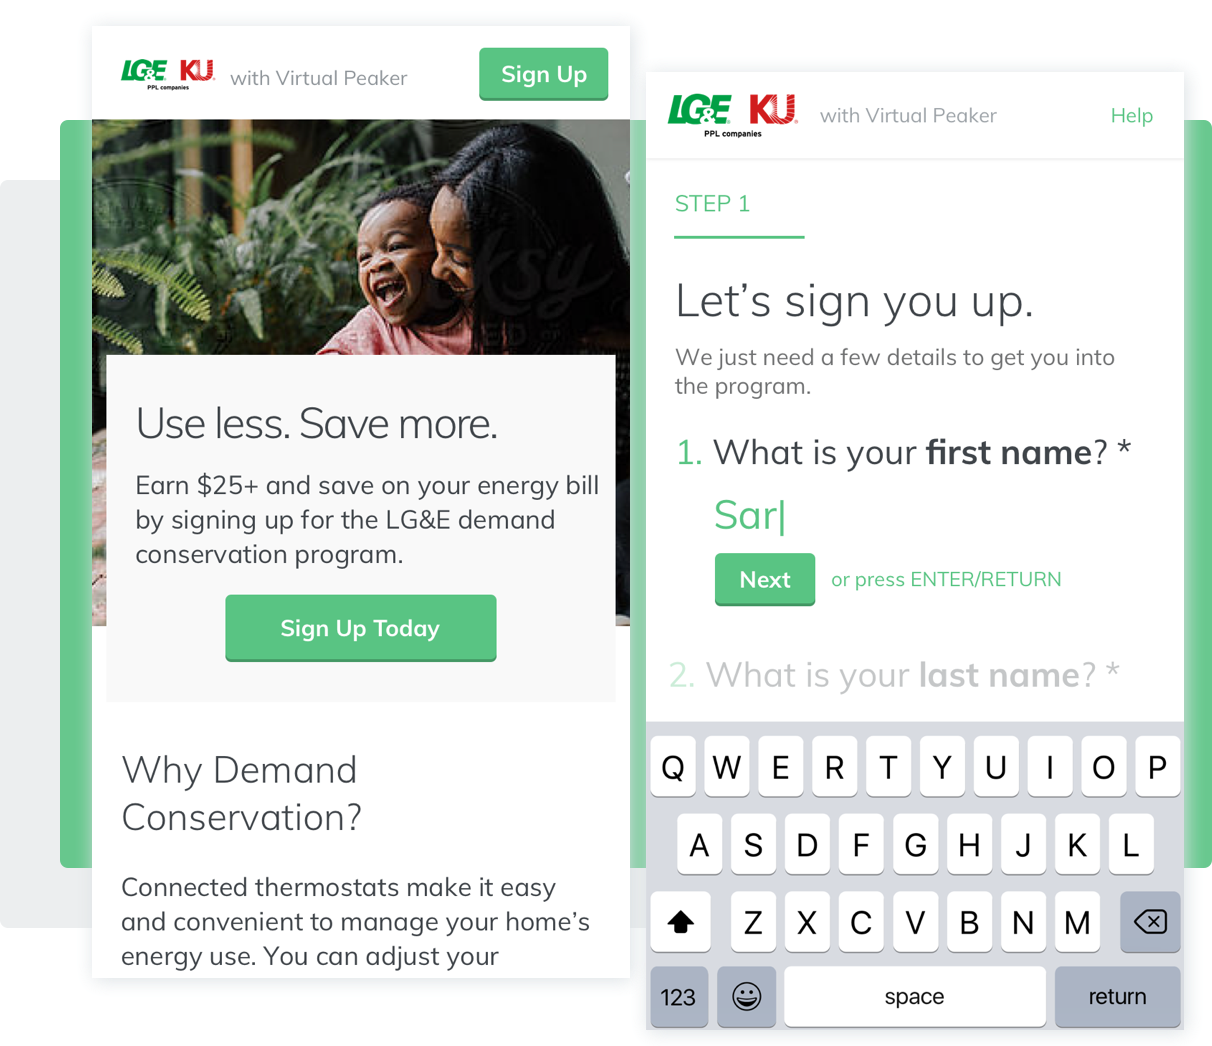 LG&E KU
PPL companies
with Virtual Peaker
Sign Up
Use less. Save more.
Earn $25+ and save on your energy bill
by signing up for the LG&E demand
conservation program.
Sign Up Today
Why Demand
Conservation?
Connected thermostats make it easy
and convenient to manage your home’s
energy use. You can adjust your
LG&E KU
PPL companies
with Virtual Peaker
Help
STEP 1
Let’s sign you up.
We just need a few details to get you into
the program.
1. What is your first name? *
Sar
Next
or press ENTER/RETURN
2. What is your last name? *
Q W E R T Y U I O P
A S D F G H J K L
Z X C V B N M
123
space
return